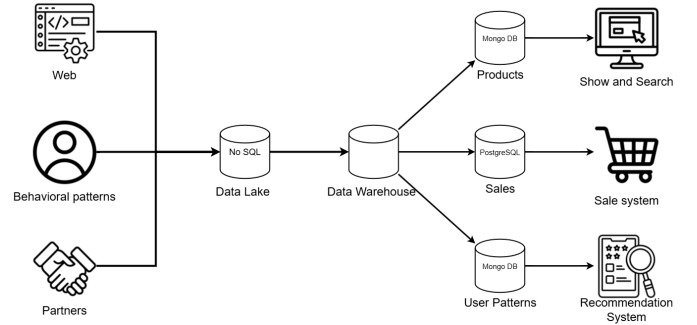 Web
Behavioral patterns
Partners
No SQL
Data Lake
Data Warehouse
Mongo DB
Products
PostgreSQL
Sales
Mongo DB
User Patterns
Show and Search
Sale system
Recommendation
System